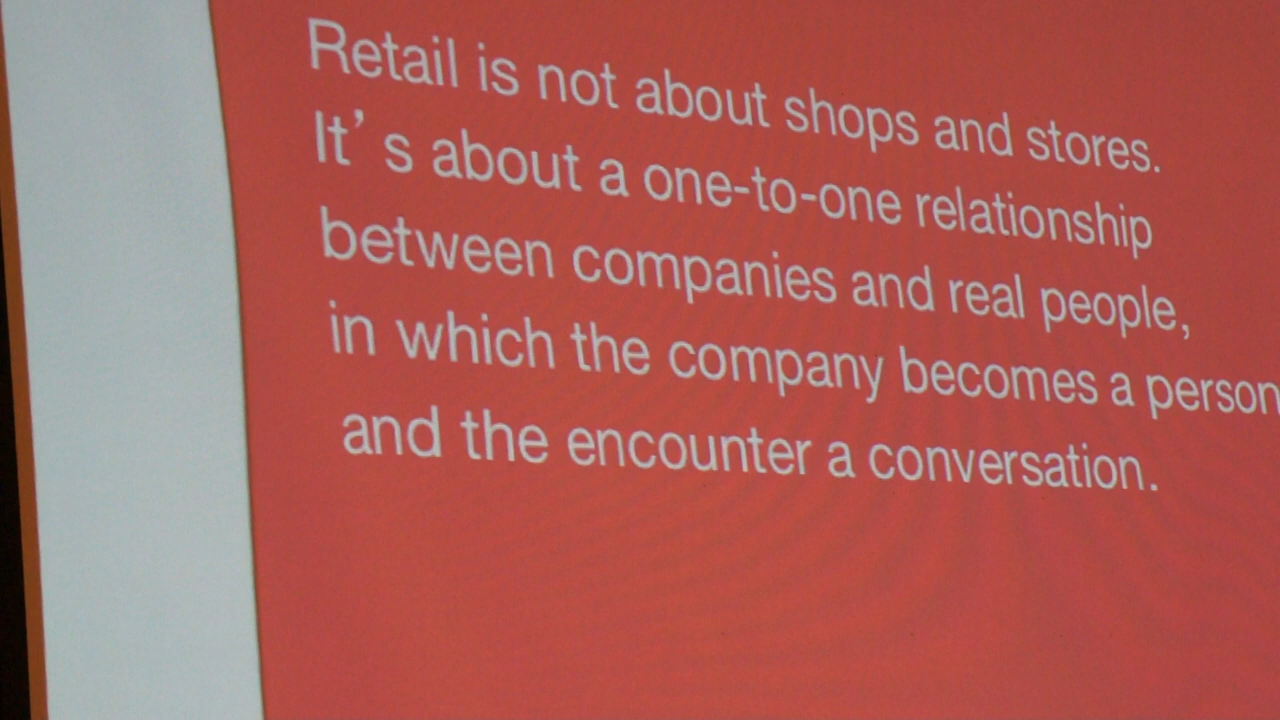 Retail is not about shops and stores.
It's about a one-to-one relationship
between companies and real people,
in which the company becomes a person
and the encounter a conversation.